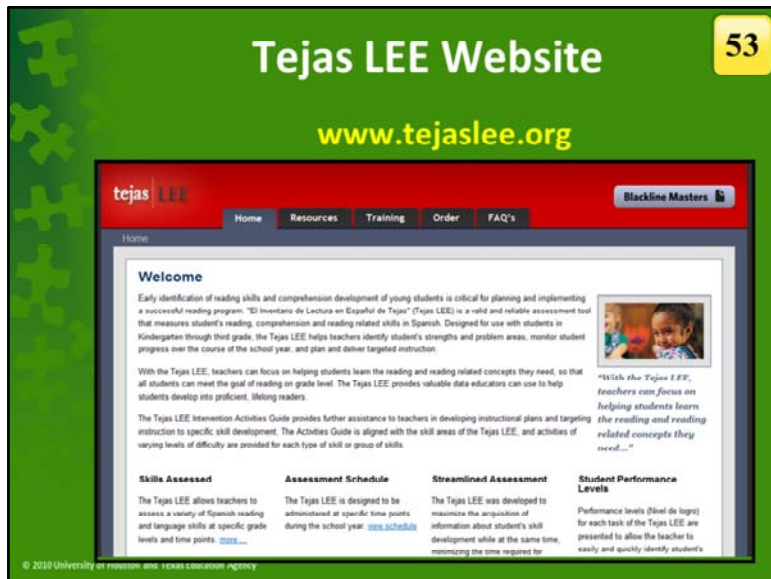 Tejas LEE Website
53
www.tejaslee.org
tejas LEE
Blackline Masters
Home Resources Training Order FAQ's
Home
Welcome
Early identification of reading skills and comprehension development of young students is critical for planning and implementing
a successful reading program. "El Inventario de Lectura en Español de Tejas" (Tejas LEE) is a valid and reliable assessment tool
that measures student's reading, comprehension and reading related skills in Spanish. Designed for use with students in
Kindergarten through third grade, the Tejas LEE helps teachers identify student's strengths and problem areas, monitor student
progress over the course of the school year, and plan and deliver targeted instruction.
With the Tejas LEE, teachers can focus on helping students learn the reading and reading related concepts they need, so that
all students can meet the goal of reading on grade level. The Tejas LEE provides valuable data educators can use to help
students develop into proficient, lifelong readers.
The Tejas LEE Intervention Activities Guide provides further assistance to teachers in developing instructional plans and targeting
instruction to specific skill development. The Activities Guide is aligned with the skill areas of the Tejas LEE, and activities of
varying levels of difficulty are provided for each type of skill or group of skills.
"With the Tejas LEE,
teachers can focus on
helping students learn
the reading and reading
related concepts they
need..."
Skills Assessed
The Tejas LEE allows teachers to
assess a variety of Spanish reading
and language skills at specific grade
levels and time points. more ...
Assessment Schedule
The Tejas LEE is designed to be
administered at specific time points
during the school year. view schedule
Streamlined Assessment
The Tejas LEE was developed to
maximize the acquisition of
information about student's skill
development while at the same time,
minimizing the time required for
Student Performance
Levels
Performance levels (Nivel de logro)
for each task of the Tejas LEE are
presented to allow the teacher to
easily and quickly identify student's
© 2010 University of Houston and Texas Education Agency